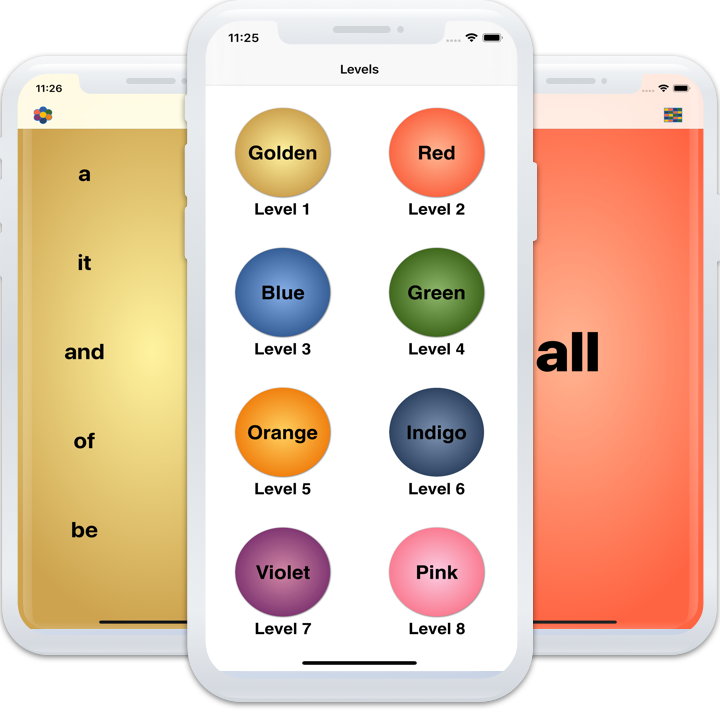 11:26
a
it
and
of
be
11:25
Levels
Golden Red
Level 1 Level 2
Blue Green
Level 3 Level 4
Orange Indigo
Level 5 Level 6
Violet Pink
Level 7 Level 8
all